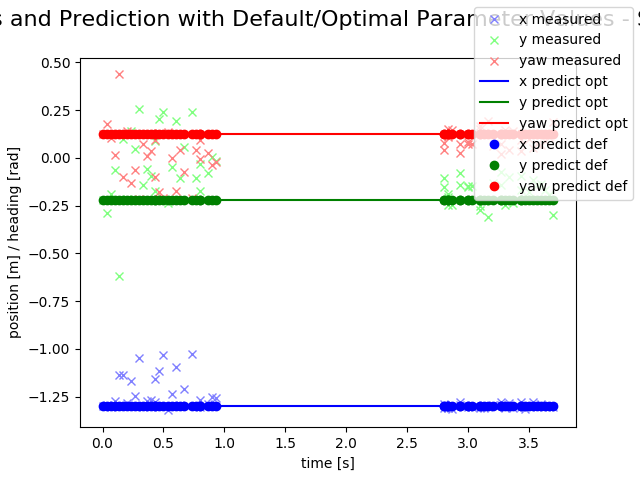 s and Prediction with Default/Optimal Parameter Values - S
x measured
y measured
yaw measured
x predict opt
y predict opt
yaw predict opt
x predict def
y predict def
yaw predict def
position [m] / heading [rad]
0.50
0.25
0.00
−0.25
−0.50
−0.75
−1.00
−1.25
0.0 0.5 1.0 1.5 2.0 2.5 3.0 3.5
time [s]